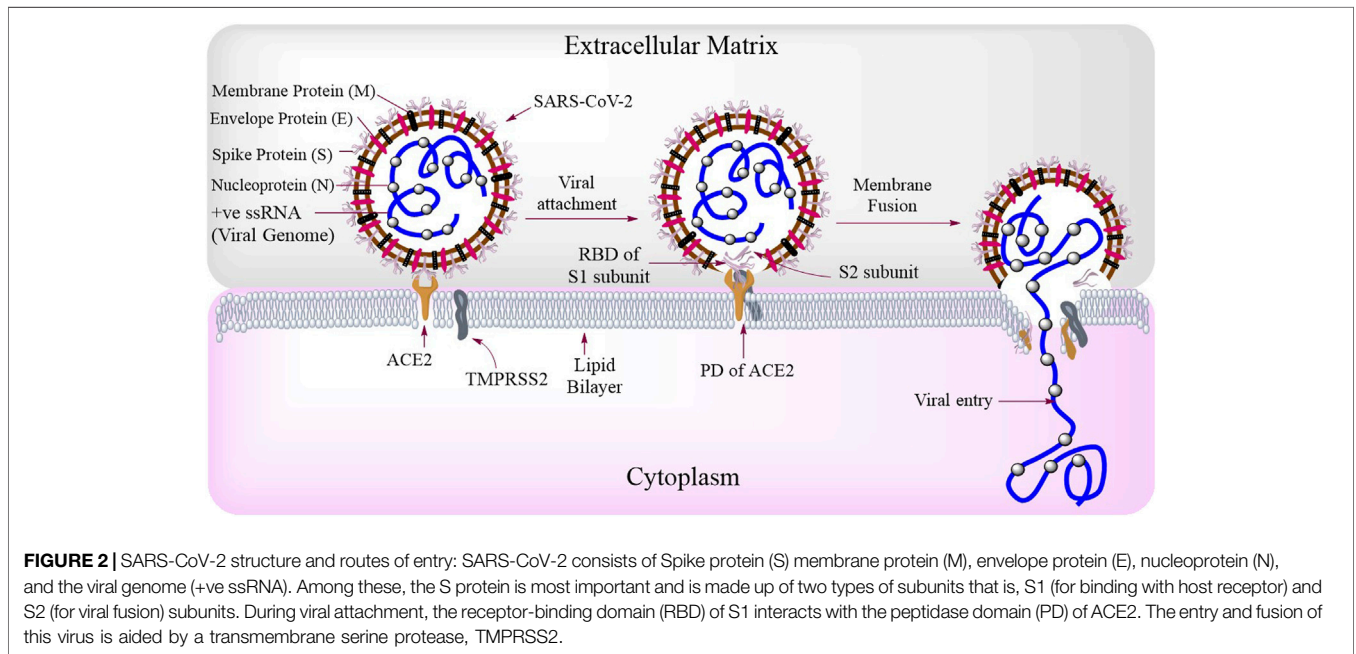 Extracellular Matrix
Membrane Protein (M)
Envelope Protein (E)
Spike Protein (S)
Nucleoprotein (N)
+ve ssRNA
(Viral Genome)
SARS-CoV-2
Viral
attachment
Membrane
Fusion
RBD of
S1 subunit
S2 subunit
ACE2
TMPRSS2
Lipid
Bilayer
PD of ACE2
Viral entry
Cytoplasm
FIGURE 2 | SARS-CoV-2 structure and routes of entry: SARS-CoV-2 consists of Spike protein (S) membrane protein (M), envelope protein (E), nucleoprotein (N),
and the viral genome (+ve ssRNA). Among these, the S protein is most important and is made up of two types of subunits that is, S1 (for binding with host receptor) and
S2 (for viral fusion) subunits. During viral attachment, the receptor-binding domain (RBD) of S1 interacts with the peptidase domain (PD) of ACE2. The entry and fusion of
this virus is aided by a transmembrane serine protease, TMPRSS2.